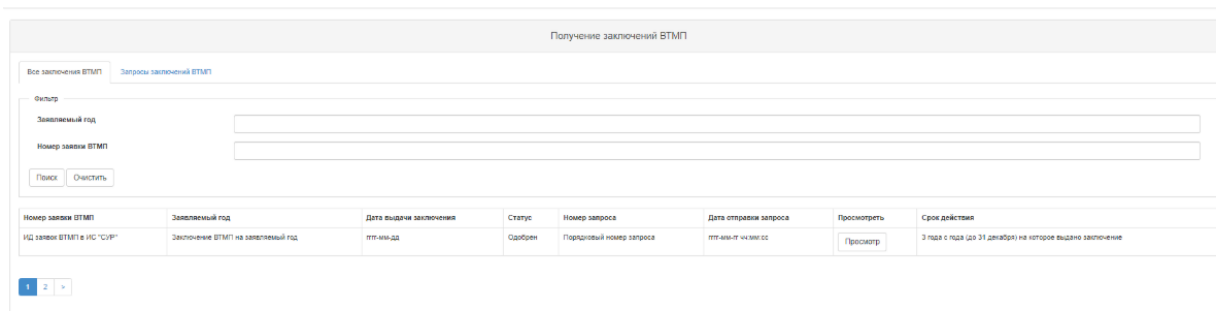 Получение заключений ВТМП
Все заключения ВТМП Запросы заключений ВТМП
Фильтр
Заявляемый год
Номер заявки ВТМП
Поиск Очистить
Номер заявки ВТМП Заявляемый год Дата выдачи заключения Статус Номер запроса Дата отправки запроса Просмотреть Срок действия
ИД заявок ВТМП в ИС "СУР" Заключение ВТМП на заявляемый год гггг-мм-дд Одобрен Порядковый номер запроса гггг-мм-гг чч:мм:сс Просмотр 3 года с года (до 31 декабря) на которое выдано заключение
1 2 »